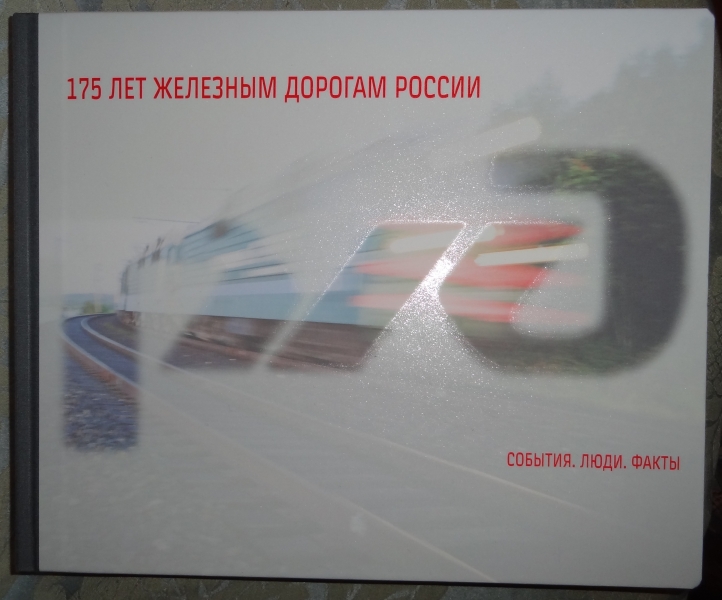 175 ЛЕТ ЖЕЛЕЗНЫМ ДОРОГАМ РОССИИ
СОБЫТИЯ. ЛЮДИ. ФАКТЫ